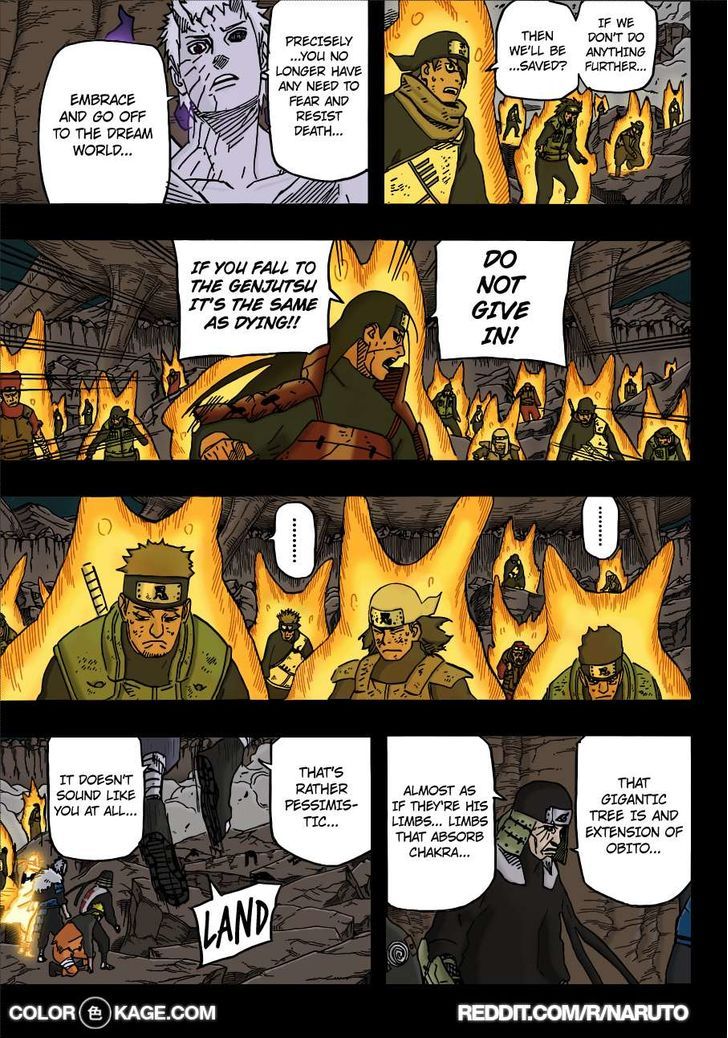 IF WE
DON'T DO
ANYTHING
FURTHER...
THEN
WE'LL BE
...SAVED?
PRECISELY
...YOU NO
LONGER HAVE
ANY NEED TO
FEAR AND
RESIST
DEATH...
EMBRACE
AND GO OFF
TO THE DREAM
WORLD...
DO
NOT
GIVE
IN!
IF YOU FALL TO
THE GENJUTSU
IT'S THE SAME
AS DYING!!
........
........
THAT
GIGANTIC
TREE IS AND
EXTENSION OF
OBITO...
ALMOST AS
IF THEY'RE HIS
LIMBS... LIMBS
THAT ABSORB
CHAKRA...
THAT'S
RATHER
PESSIMIS-
TIC...
IT DOESN'T
SOUND LIKE
YOU AT ALL...
LAND
COLOR 色 KAGE.COM
REDDIT.COM/R/NARUTO